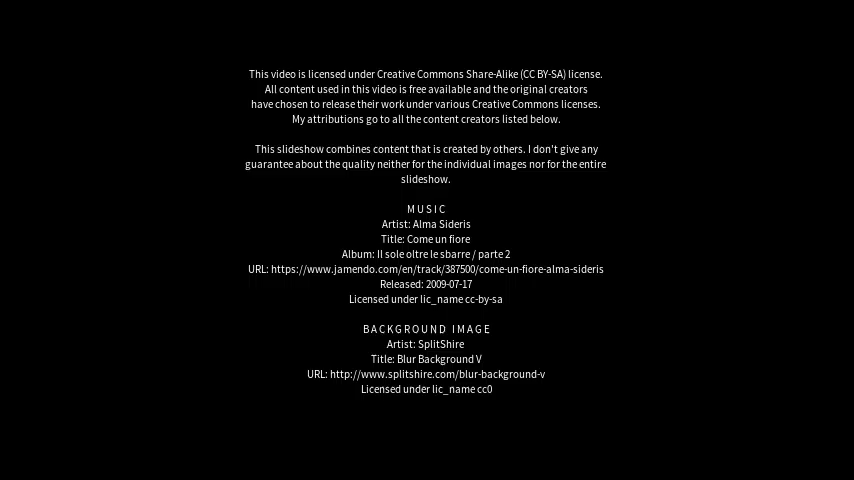 This video is licensed under Creative Commons Share-Alike (CC BY-SA) license.
All content used in this video is free available and the original creators
have chosen to release their work under various Creative Commons licenses.
My attributions go to all the content creators listed below.
This slideshow combines content that is created by others. I don't give any
guarantee about the quality neither for the individual images nor for the entire
slideshow.
MUSIC
Artist: Alma Sideris
Title: Come un fiore
Album: Il sole oltre le sbarre / parte 2
URL: https://www.jamendo.com/en/track/387500/come-un-fiore-alma-sideris
Released: 2009-07-17
Licensed under lic_name cc-by-sa
BACKGROUND IMAGE
Artist: SplitShire
Title: Blur Background V
URL: http://www.splitshire.com/blur-background-v
Licensed under lic_name cc0